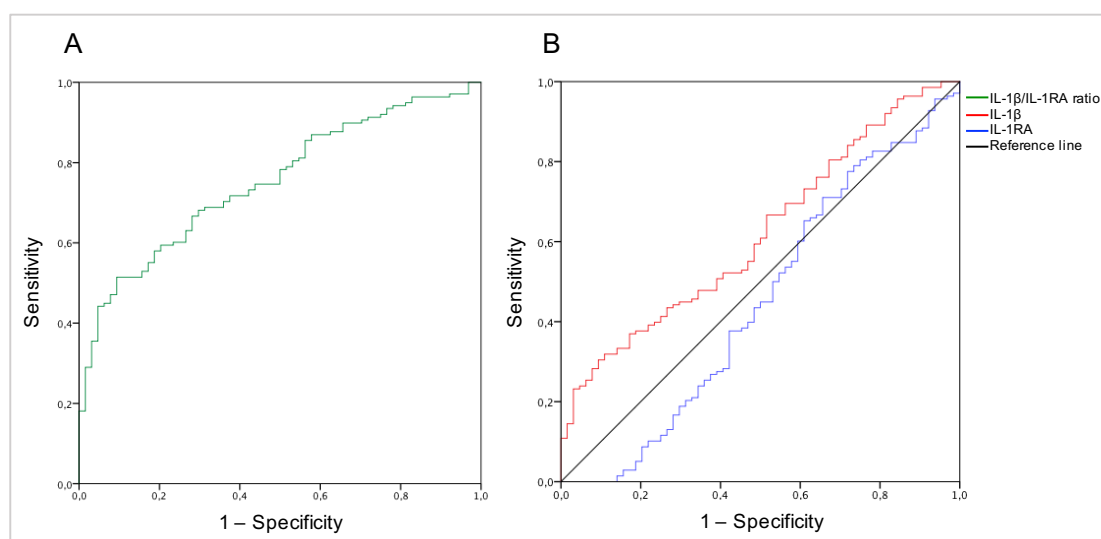 A
1,0
0,8
0,6
0,4
0,2
0,0
0,0 0,2 0,4 0,6 0,8 1,0
Sensitivity
1 – Specificity
B
1,0
0,8
0,6
0,4
0,2
0,0
0,0 0,2 0,4 0,6 0,8 1,0
Sensitivity
1 – Specificity
IL-1β/IL-1RA ratio
IL-1β
IL-1RA
Reference line